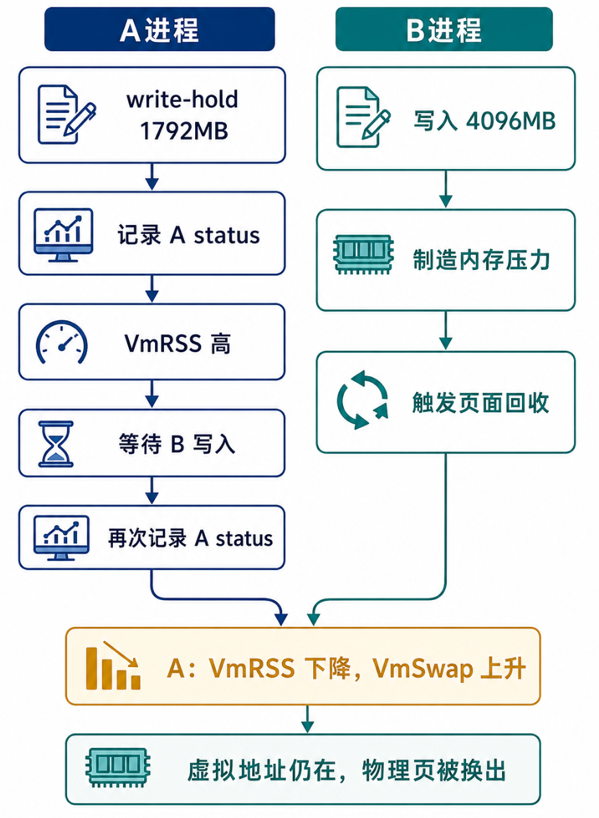 A进程
write-hold
1792MB
记录 A status
VmRSS 高
等待 B 写入
再次记录 A status
B进程
写入 4096MB
制造内存压力
触发页面回收
A：VmRSS 下降，VmSwap 上升
虚拟地址仍在，物理页被换出